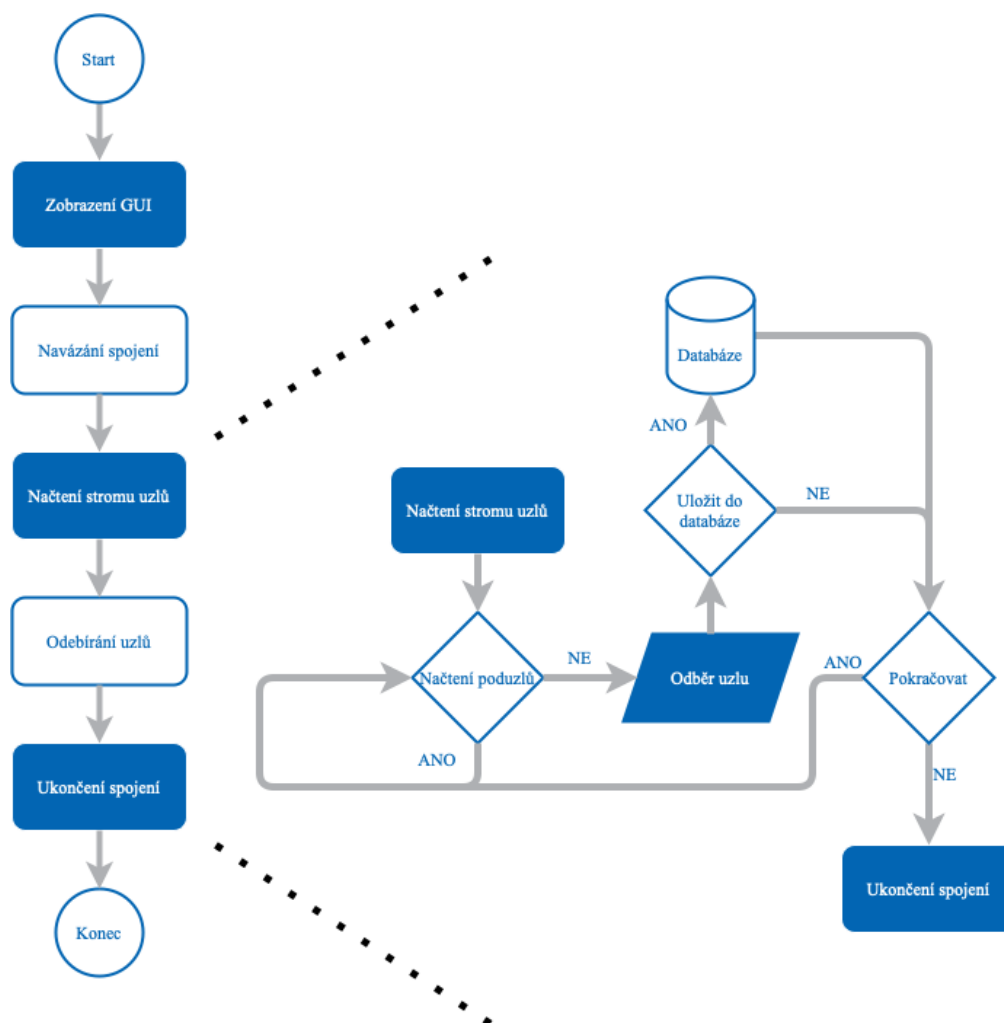 Start
Zobrazení GUI
Navázání spojení
Načtení stromu uzlů
Odebírání uzlů
Ukončení spojení
Konec
Databáze
ANO
Uložit do
databáze
NE
Načtení stromu uzlů
Načtení poduzlů
NE
ANO
Odběr uzlu
ANO
Pokračovat
NE
Ukončení spojení